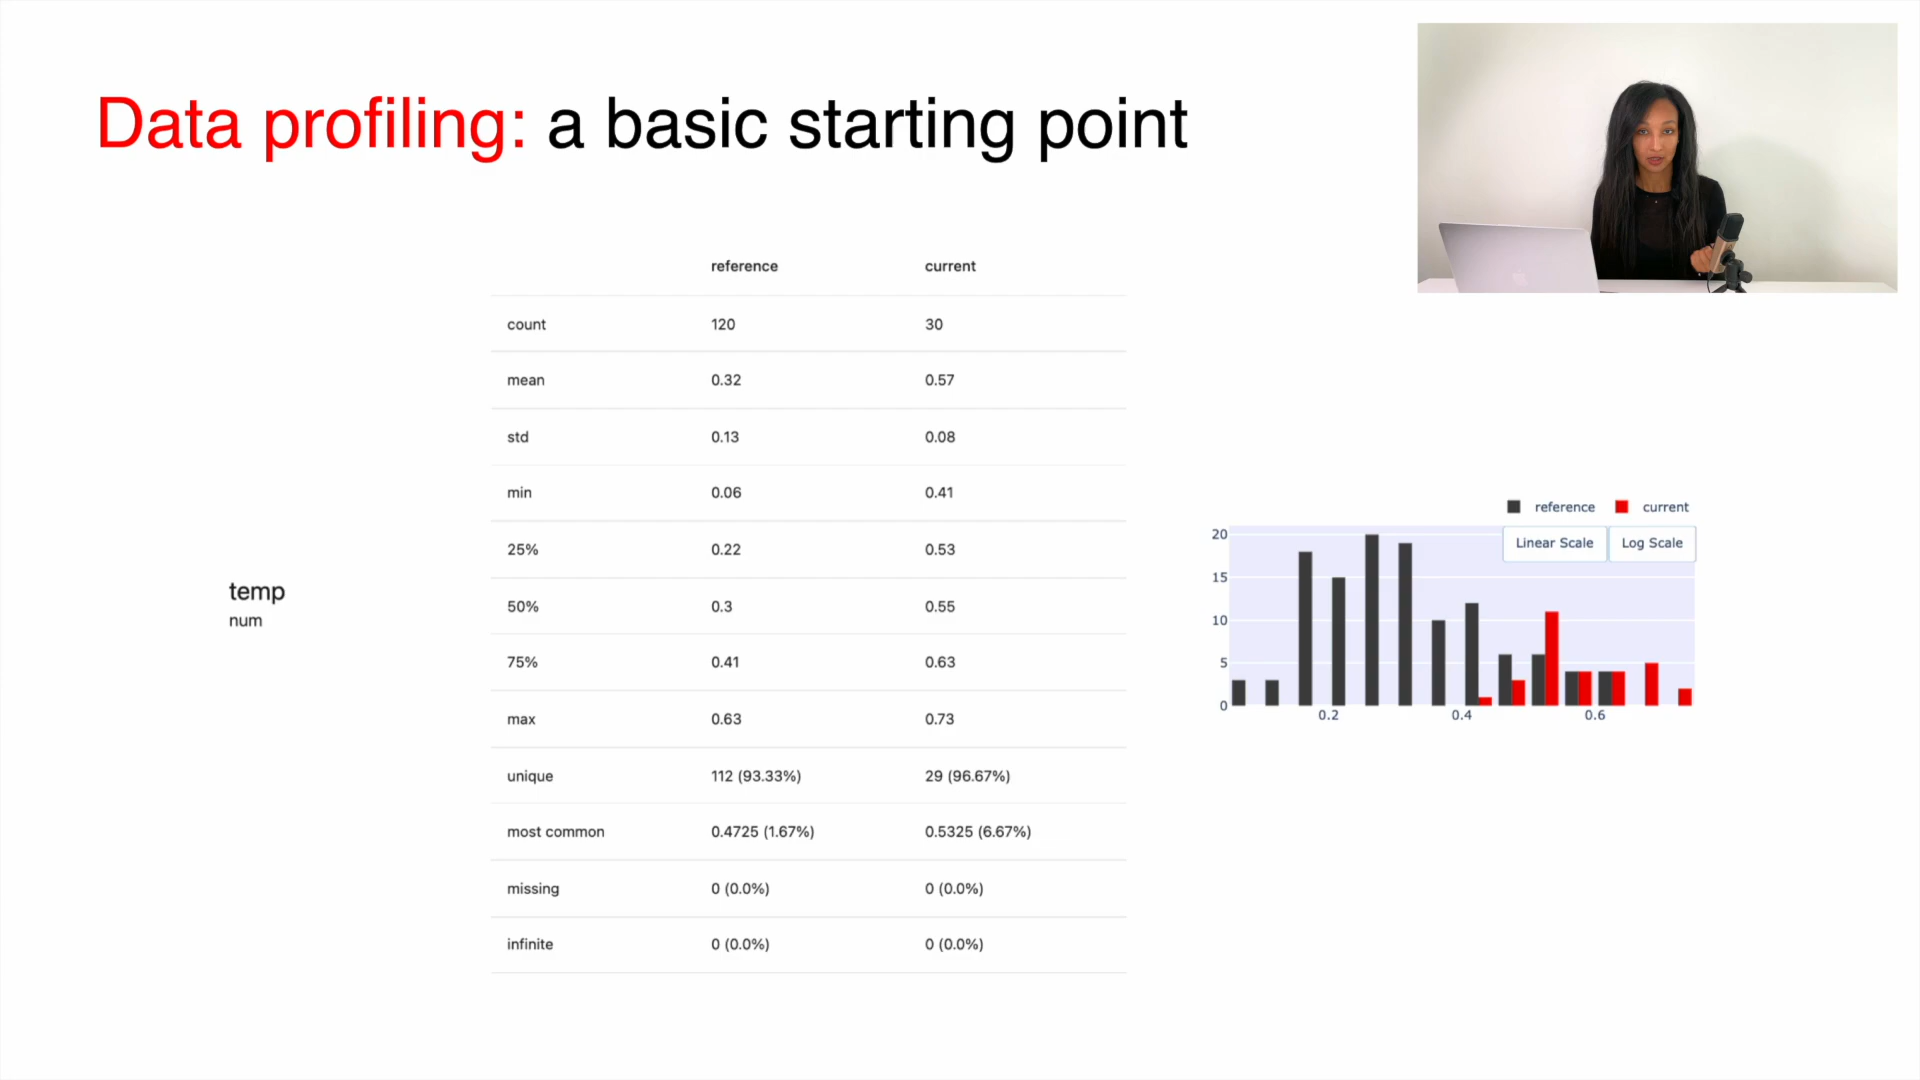 Data profiling: a basic starting point
reference current
count 120 30
mean 0.32 0.57
std 0.13 0.08
min 0.06 0.41
25% 0.22 0.53
50% 0.3 0.55
75% 0.41 0.63
max 0.63 0.73
unique 112 (93.33%) 29 (96.67%)
most common 0.4725 (1.67%) 0.5325 (6.67%)
missing 0 (0.0%) 0 (0.0%)
infinite 0 (0.0%) 0 (0.0%)
temp
num
reference current
Linear Scale Log Scale
20
15
10
5
0
0.2 0.4 0.6